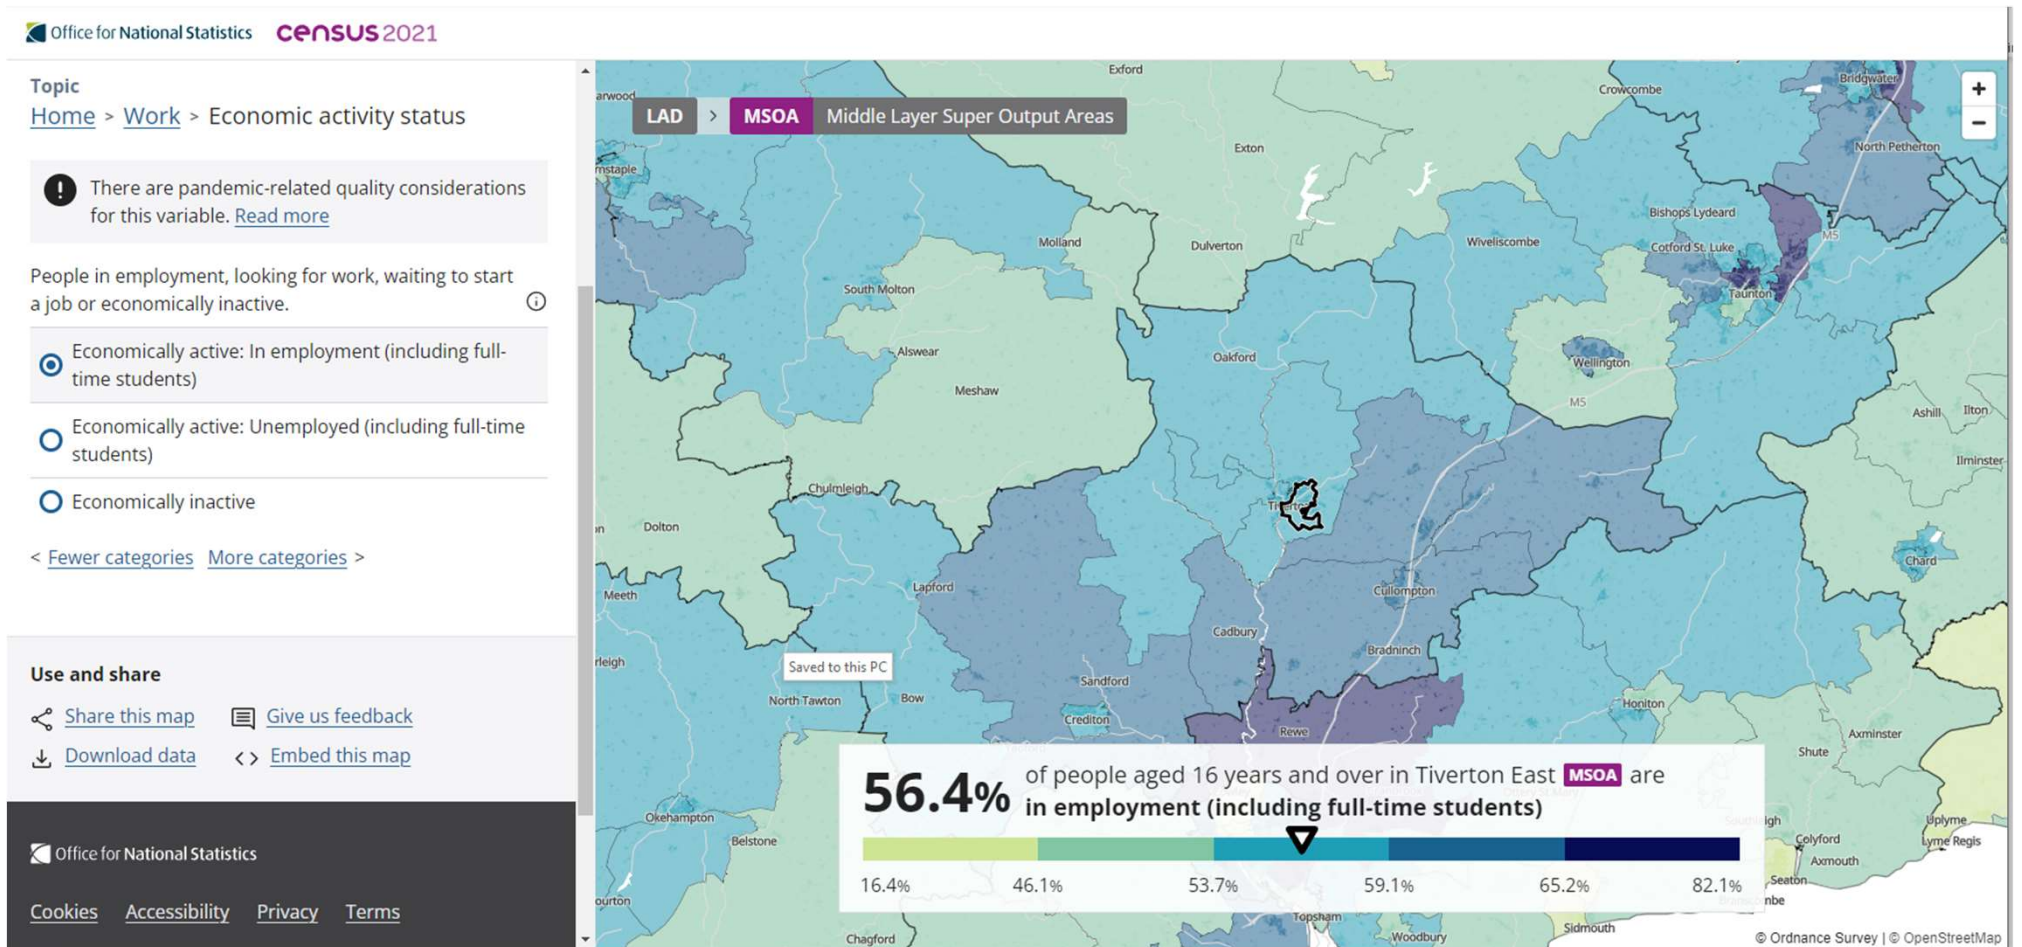 Office for National Statistics census 2021
Topic
Home > Work > Economic activity status
There are pandemic-related quality considerations
for this variable. Read more
People in employment, looking for work, waiting to start
a job or economically inactive.
Economically active: In employment (including full-
time students)
Economically active: Unemployed (including full-time
students)
Economically inactive
< Fewer categories More categories >
Use and share
Share this map Give us feedback
Download data Embed this map
Office for National Statistics
Cookies Accessibility Privacy Terms
LAD > MSOA Middle Layer Super Output Areas
+
−
Exford
Crowcombe
Bridgwater
arwood
Exton
North Petherton
nstaple
Bishops Lydeard
M5
Molland
Dulverton
Wiveliscombe
Cotford St. Luke
South Molton
Taunton
Alswear
Oakford
Wellington
Meshaw
M5
Ashill
Ilton
Ilminster
Chulmleigh
Dolton
on
Chard
Meeth
Lapford
Cullompton
Cadbury
Bradninch
rleigh
Saved to this PC
Sandford
North Tawton
Bow
Crediton
Honiton
Rewe
Axminster
Shute
Okehampton
Belstone
56.4% of people aged 16 years and over in Tiverton East MSOA are
in employment (including full-time students)
16.4% 46.1% 53.7% 59.1% 65.2% 82.1%
Uplyme
Colyford
Lyme Regis
Axmouth
Seaton
ourton
Topsham
Sidmouth
Woodbury
Chagford
© Ordnance Survey | © OpenStreetMap